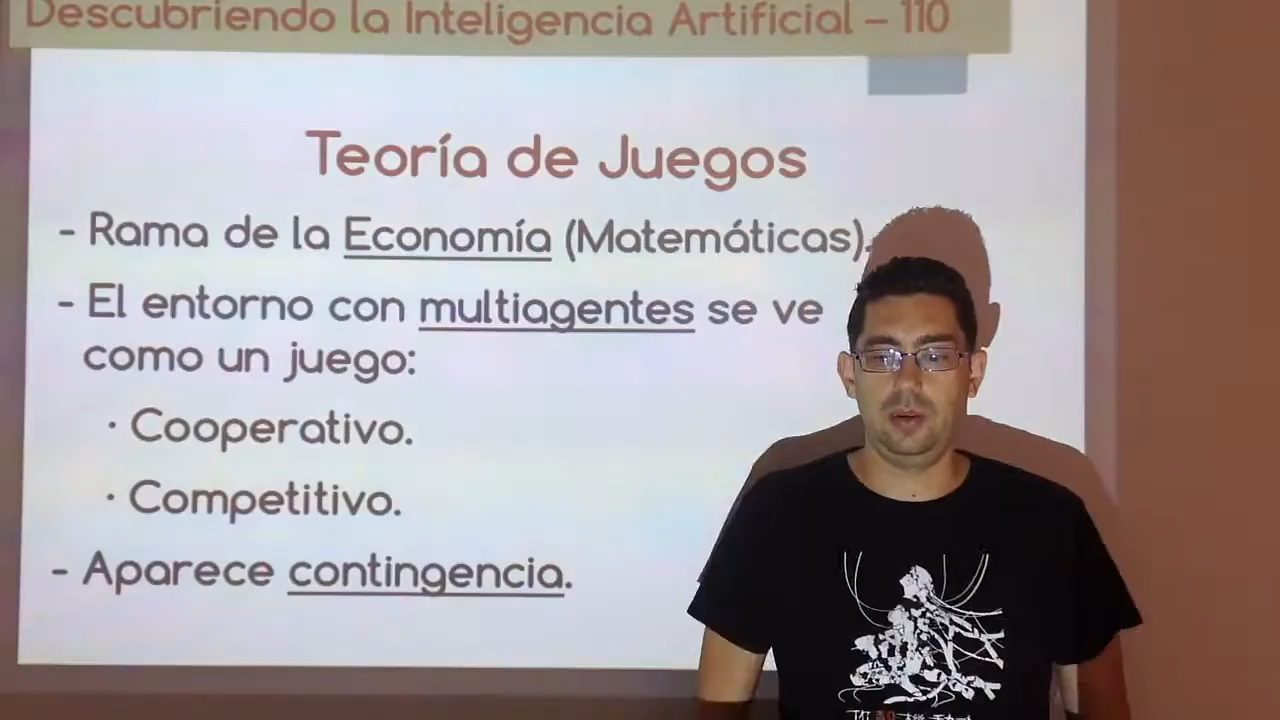 Descubriendo la Inteligencia Artificial – 110
Teoría de Juegos
- Rama de la Economía (Matemáticas).
- El entorno con multiagentes se ve
como un juego:
· Cooperativo.
· Competitivo.
- Aparece contingencia.